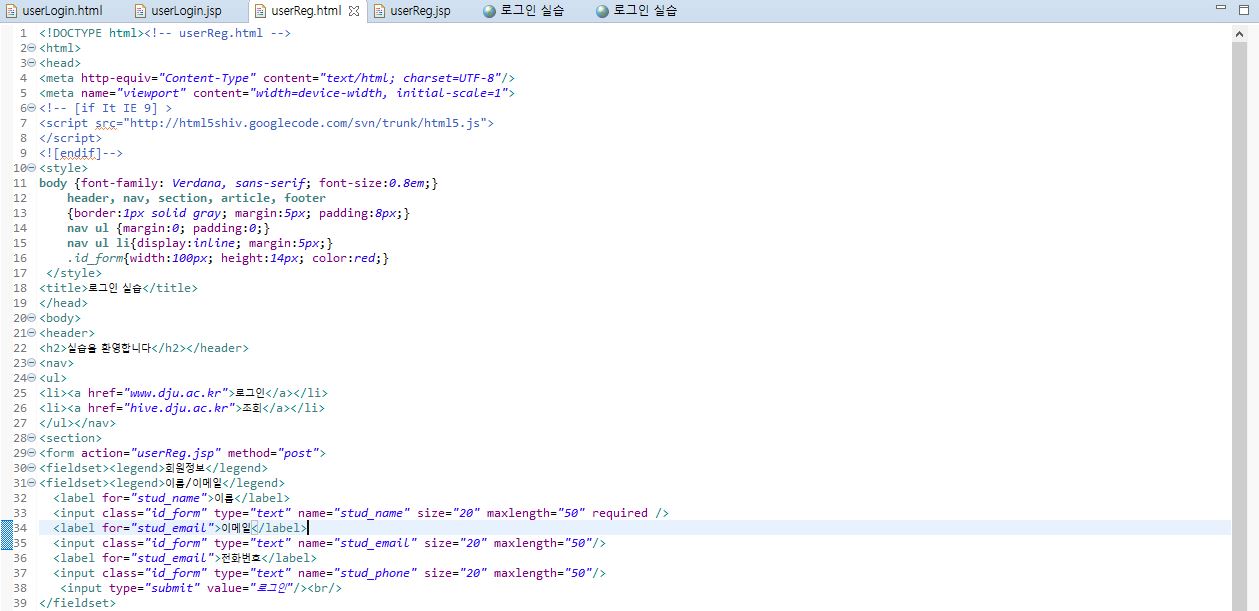 userLogin.html userLogin.jsp userReg.html userReg.jsp 로그인 실습 로그인 실습
1 <!DOCTYPE html><!-- userReg.html -->
2 <html>
3 <head>
4 <meta http-equiv="Content-Type" content="text/html; charset=UTF-8"/>
5 <meta name="viewport" content="width=device-width, initial-scale=1">
6 <!-- [if It IE 9] >
7 <script src="http://html5shiv.googlecode.com/svn/trunk/html5.js">
8 </script>
9 <![endif]-->
10 <style>
11 body {font-family: Verdana, sans-serif; font-size:0.8em;}
12 header, nav, section, article, footer
13 {border:1px solid gray; margin:5px; padding:8px;}
14 nav ul {margin:0; padding:0;}
15 nav ul li{display:inline; margin:5px;}
16 .id_form{width:100px; height:14px; color:red;}
17 </style>
18 <title>로그인 실습</title>
19 </head>
20 <body>
21 <header>
22 <h2>실습을 환영합니다</h2></header>
23 <nav>
24 <ul>
25 <li><a href="www.dju.ac.kr">로그인</a></li>
26 <li><a href="hive.dju.ac.kr">조회</a></li>
27 </ul></nav>
28 <section>
29 <form action="userReg.jsp" method="post">
30 <fieldset><legend>회원정보</legend>
31 <fieldset><legend>이름/이메일</legend>
32 <label for="stud_name">이름</label>
33 <input class="id_form" type="text" name="stud_name" size="20" maxlength="50" required />
34 <label for="stud_email">이메일</label>
35 <input class="id_form" type="text" name="stud_email" size="20" maxlength="50"/>
36 <label for="stud_email">전화번호</label>
37 <input class="id_form" type="text" name="stud_phone" size="20" maxlength="50"/>
38 <input type="submit" value="로그인"/><br/>
39 </fieldset>